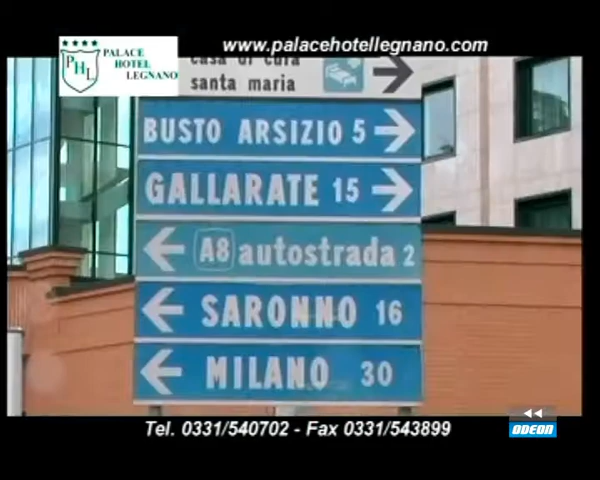 www.palacehotellegnano.com
PHL
PALACE
HOTEL
LEGNANO
casa di cura
santa maria
BUSTO ARSIZIO 5
GALLARATE 15
A8 autostrada 2
SARONNO 16
MILANO 30
ODEON
Tel. 0331/540702 - Fax 0331/543899